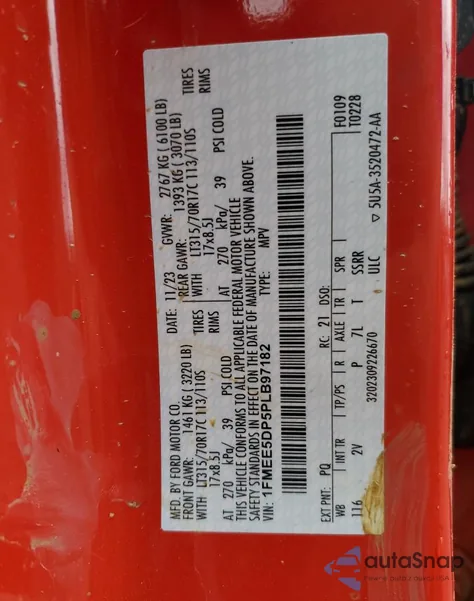 MFD. BY FORD MOTOR CO.
DATE: 11/23 GVWR: 2767 KG ( 6100 LB)
FRONT GAWR: 1461 KG ( 3220 LB) REAR GAWR: 1393 KG ( 3070 LB)
WITH LT315/70R17C 113/110S TIRES WITH LT315/70R17C 113/110S TIRES
17x8.5J RIMS 17x8.5J RIMS
AT 270 kPa/ 39 PSI COLD AT 270 kPa/ 39 PSI COLD
THIS VEHICLE CONFORMS TO ALL APPLICABLE FEDERAL MOTOR VEHICLE
SAFETY STANDARDS IN EFFECT ON THE DATE OF MANUFACTURE SHOWN ABOVE.
VIN: 1FMEE5DP5PLB97182 TYPE: MPV
F0109
T0228
EXT PNT: PQ RC: 21 DSO:
WB INT TR TP/PS R AXLE TR SPR
116 2V P 7L T SSRR
3202309226670 ULC
▽ 5U5A-3520472-AA
autaSnap